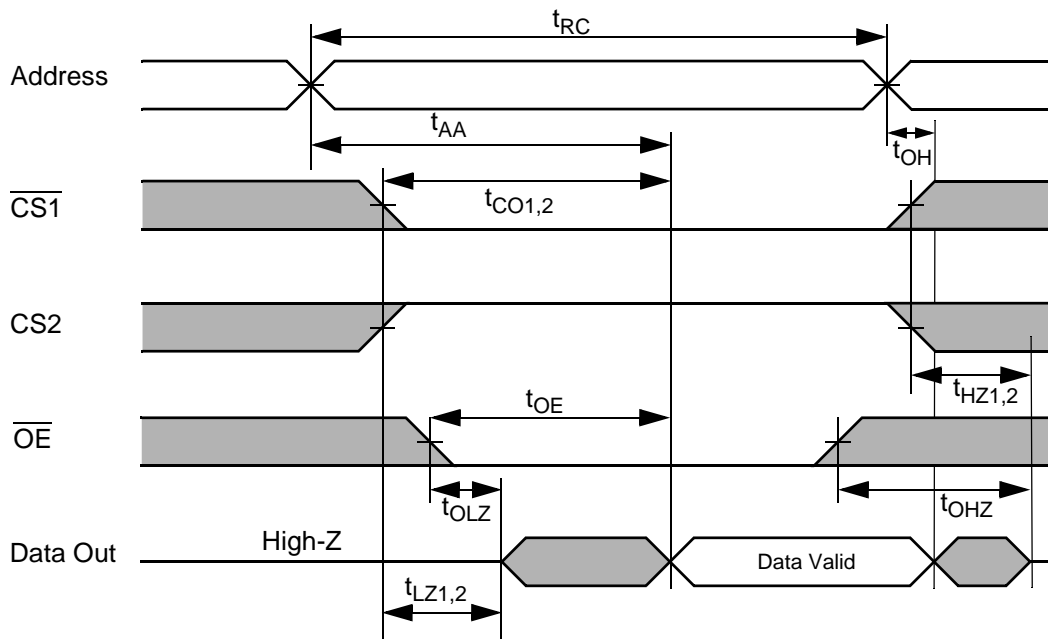 tRC
Address
tAA
tOH
CS1
tCO1,2
CS2
tHZ1,2
tOE
OE
tOLZ
tOHZ
High-Z
Data Out
Data Valid
tLZ1,2